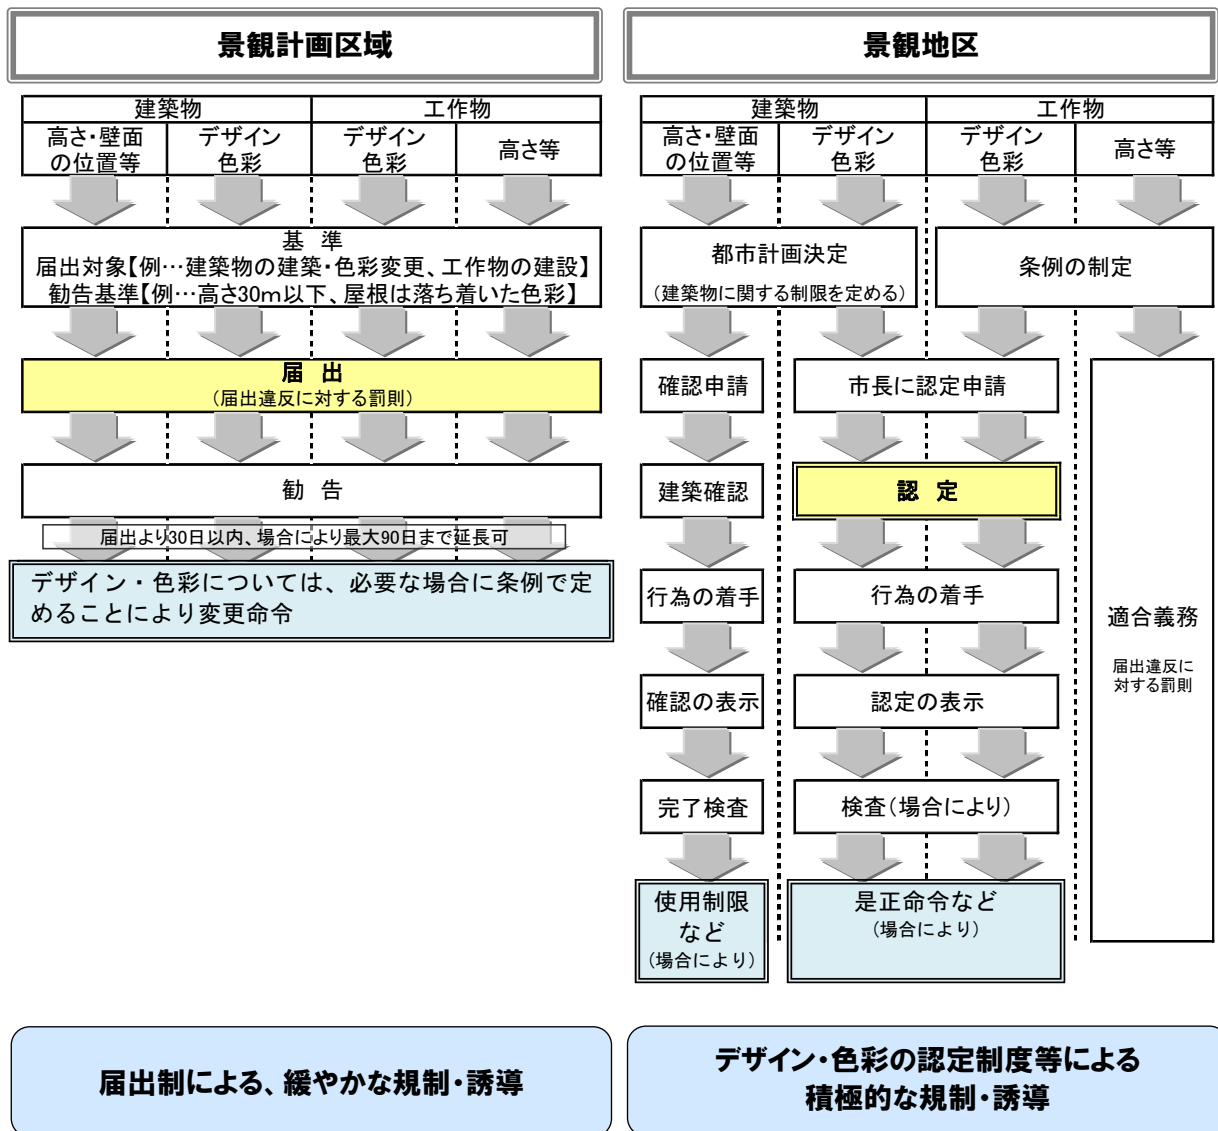 景観計画区域
建築物
工作物
高さ・壁面
の位置等
デザイン
色彩
デザイン
色彩
高さ等
基 準
届出対象【例…建築物の建築・色彩変更、工作物の建設】
勧告基準【例…高さ30m以下、屋根は落ち着いた色彩】
届 出
(届出違反に対する罰則)
勧 告
届出より30日以内、場合により最大90日まで延長可
デザイン・色彩については、必要な場合に条例で定
めることにより変更命令
届出制による、緩やかな規制・誘導
景観地区
建築物
工作物
高さ・壁面
の位置等
デザイン
色彩
デザイン
色彩
高さ等
都市計画決定
(建築物に関する制限を定める)
条例の制定
確認申請
市長に認定申請
建築確認
認 定
行為の着手
行為の着手
確認の表示
認定の表示
完了検査
検査(場合により)
使用制限
など
(場合により)
是正命令など
(場合により)
適合義務
届出違反に
対する罰則
デザイン・色彩の認定制度等による
積極的な規制・誘導